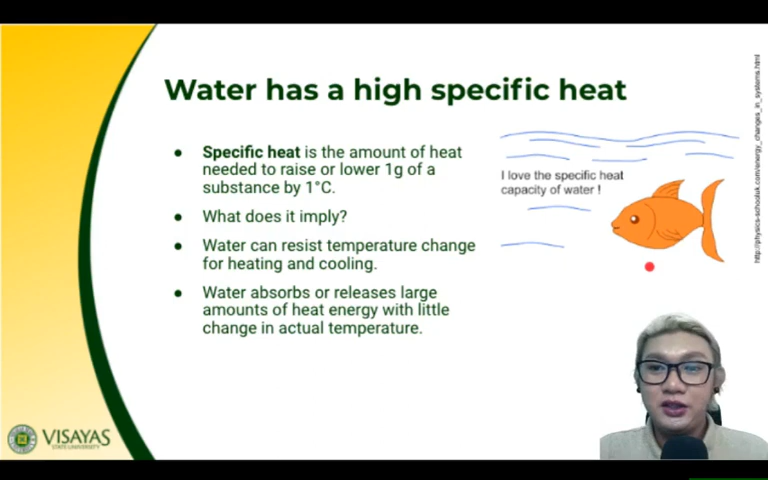 Water has a high specific heat
● Specific heat is the amount of heat
needed to raise or lower 1g of a
substance by 1°C.
● What does it imply?
● Water can resist temperature change
for heating and cooling.
● Water absorbs or releases large
amounts of heat energy with little
change in actual temperature.
I love the specific heat
capacity of water !
http://physics-schooluk.com/energy_changes_in_systems.html
VISAYAS
STATE UNIVERSITY